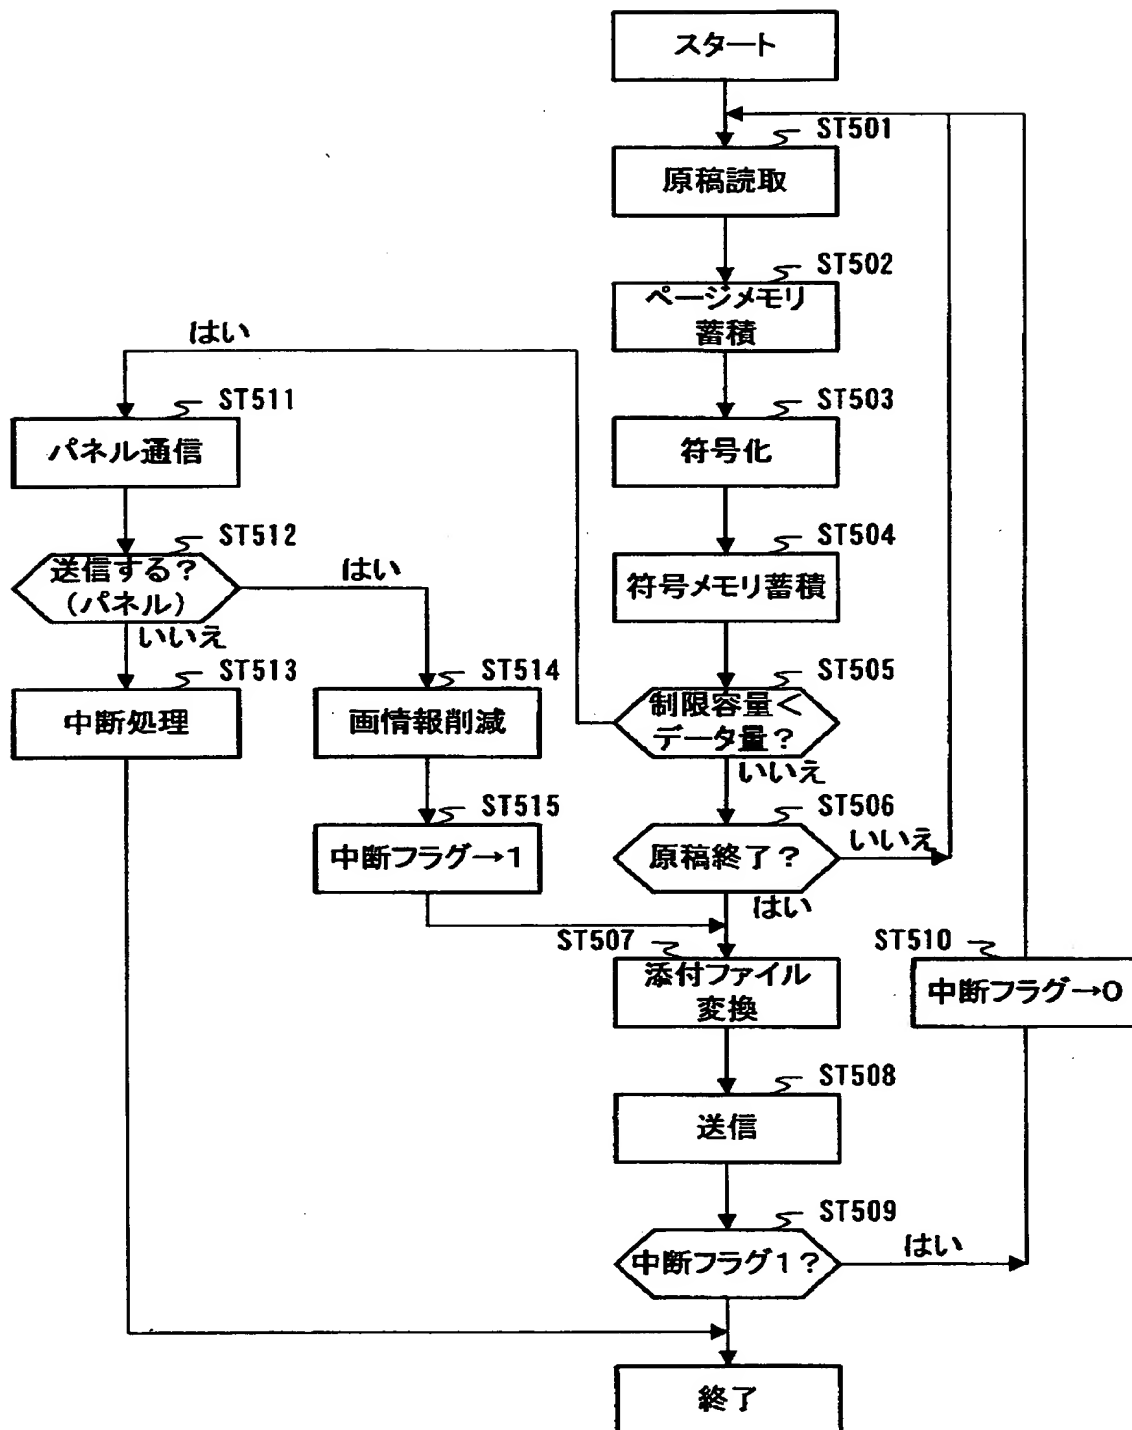 スタート
ST501
原稿読取
ST502
ページメモリ
蓄積
はい
ST511
パネル通信
ST503
符号化
ST512
送信する?
(パネル)
はい
いいえ
ST504
符号メモリ蓄積
ST513
中断処理
ST514
画情報削減
ST505
制限容量<
データ量?
いいえ
ST515
中断フラグ→1
ST506
原稿終了?
いいえ
はい
ST507
添付ファイル
変換
ST510
中断フラグ→0
ST508
送信
ST509
中断フラグ1?
はい
終了